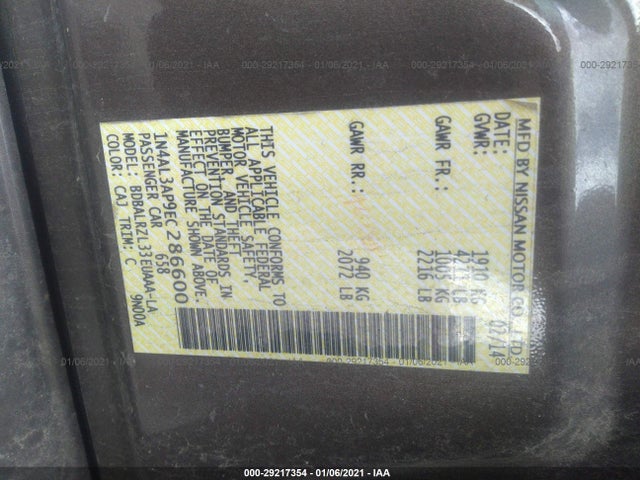 MFD BY NISSAN MOTOR CO., LTD.
DATE: 02/14
GVWR: 1910 KG
4211 LB
GAWR FR.: 1005 KG
2216 LB
GAWR RR.: 940 KG
2072 LB
THIS VEHICLE CONFORMS TO
ALL APPLICABLE FEDERAL
MOTOR VEHICLE SAFETY,
BUMPER, AND THEFT
PREVENTION STANDARDS IN
EFFECT ON THE DATE OF
MANUFACTURE SHOWN ABOVE.
1N4AL3AP9EC286600
PASSENGER CAR 658
MODEL: BDBALRZL33EUAAA-LA
COLOR: CAJ TRIM: C 9N00A
000-29217354 - 01/06/2021 - IAA